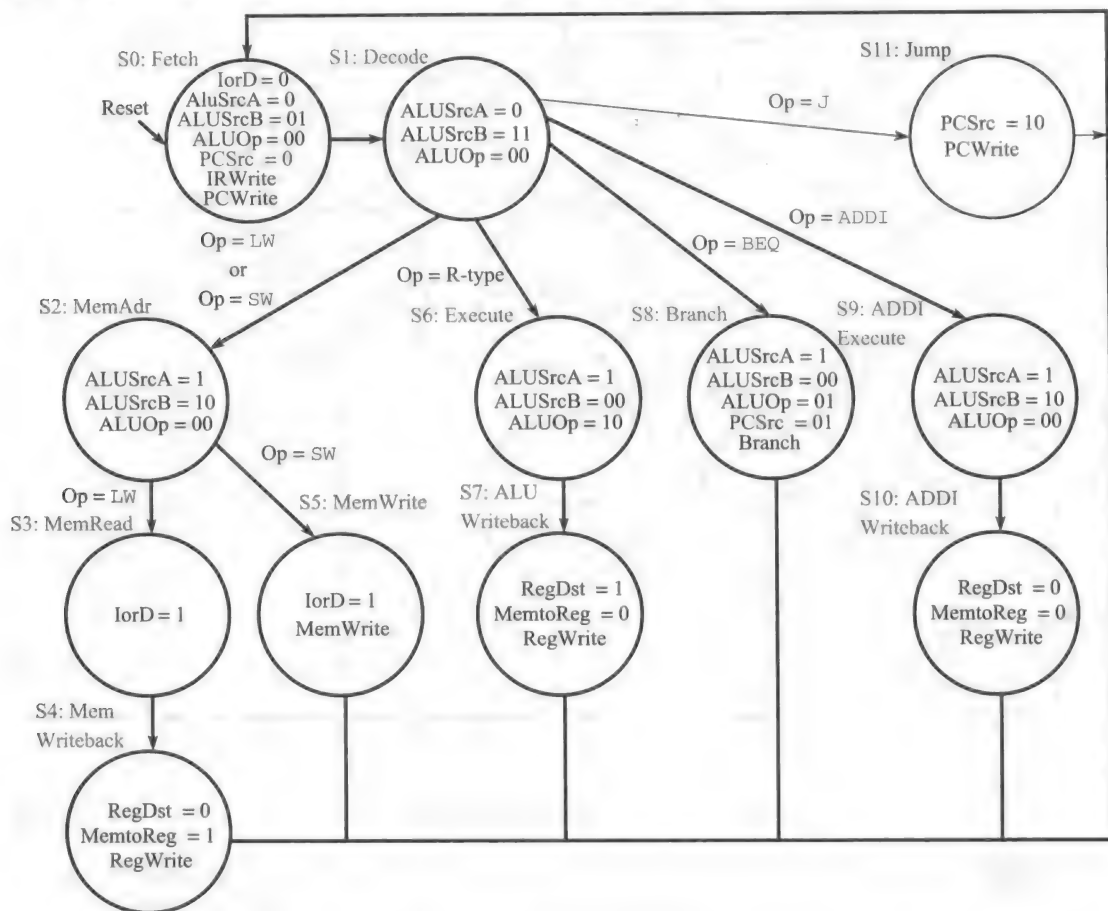 S0: Fetch
Reset
IorD = 0
AluSrcA = 0
ALUSrcB = 01
ALUOp = 00
PCSrc = 0
IRWrite
PCWrite
S1: Decode
ALUSrcA = 0
ALUSrcB = 11
ALUOp = 00
S11: Jump
Op = J
PCSrc = 10
PCWrite
Op = LW
or
Op = SW
Op = R-type
Op = BEQ
Op = ADDI
S2: MemAdr
ALUSrcA = 1
ALUSrcB = 10
ALUOp = 00
S6: Execute
ALUSrcA = 1
ALUSrcB = 00
ALUOp = 10
S8: Branch
ALUSrcA = 1
ALUSrcB = 00
ALUOp = 01
PCSrc = 01
Branch
S9: ADDI
Execute
ALUSrcA = 1
ALUSrcB = 10
ALUOp = 00
Op = LW
S3: MemRead
IorD = 1
Op = SW
S5: MemWrite
IorD = 1
MemWrite
S7: ALU
Writeback
RegDst = 1
MemtoReg = 0
RegWrite
S10: ADDI
Writeback
RegDst = 0
MemtoReg = 0
RegWrite
S4: Mem
Writeback
RegDst = 0
MemtoReg = 1
RegWrite